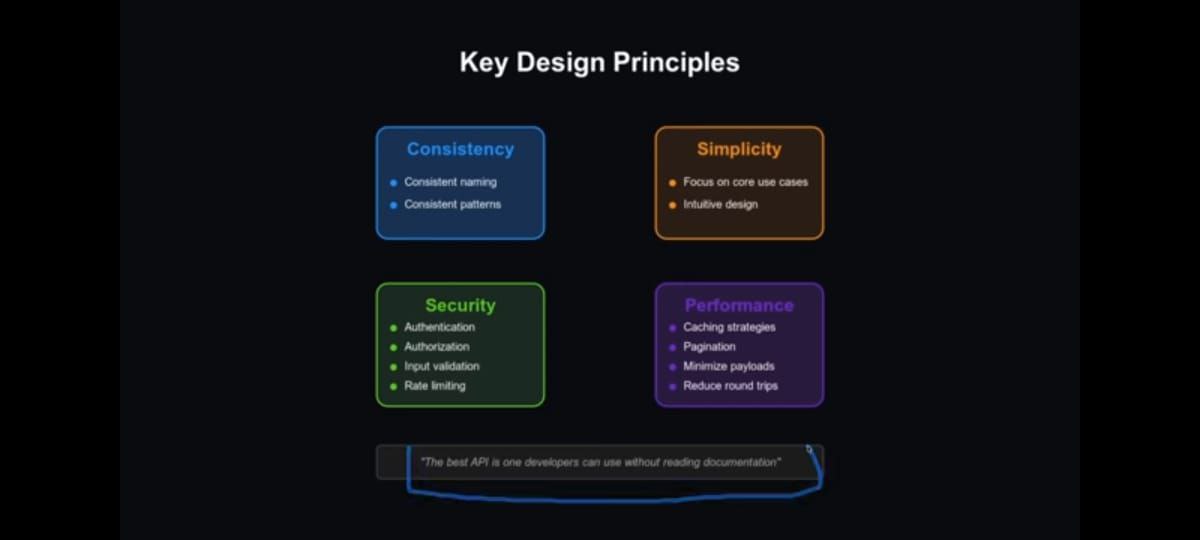 Key Design Principles
Consistency
Consistent naming
Consistent patterns
Simplicity
Focus on core use cases
Intuitive design
Security
Authentication
Authorization
Input validation
Rate limiting
Performance
Caching strategies
Pagination
Minimize payloads
Reduce round trips
"The best API is one developers can use without reading documentation"